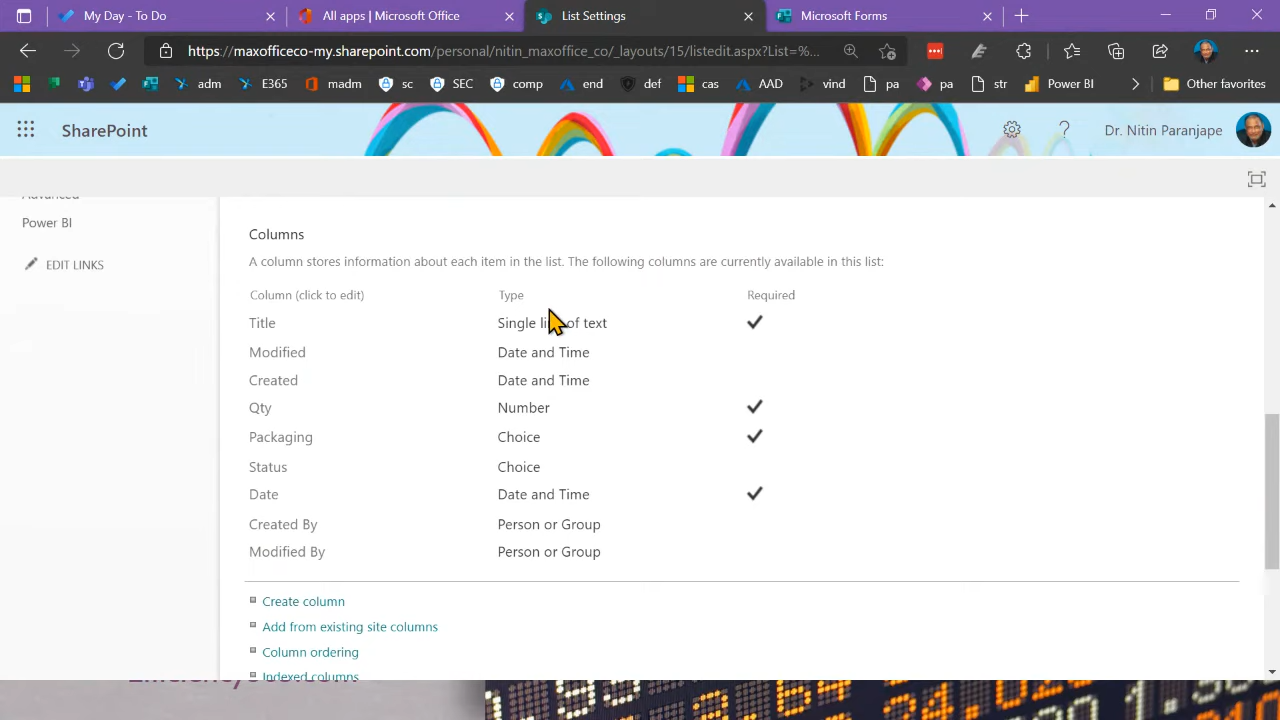 My Day - To Do
All apps | Microsoft Office
List Settings
Microsoft Forms
https://maxofficeco-my.sharepoint.com/personal/nitin_maxoffice_co/_layouts/15/listedit.aspx?List=%...
adm
E365
madm
sc
SEC
comp
end
def
cas
AAD
vind
pa
pa
str
Power BI
Other favorites
SharePoint
Dr. Nitin Paranjape
Advanced
Power BI
EDIT LINKS
Columns
A column stores information about each item in the list. The following columns are currently available in this list:
Column (click to edit) Type Required
Title Single line of text
Modified Date and Time
Created Date and Time
Qty Number
Packaging Choice
Status Choice
Date Date and Time
Created By Person or Group
Modified By Person or Group
Create column
Add from existing site columns
Column ordering
Indexed columns